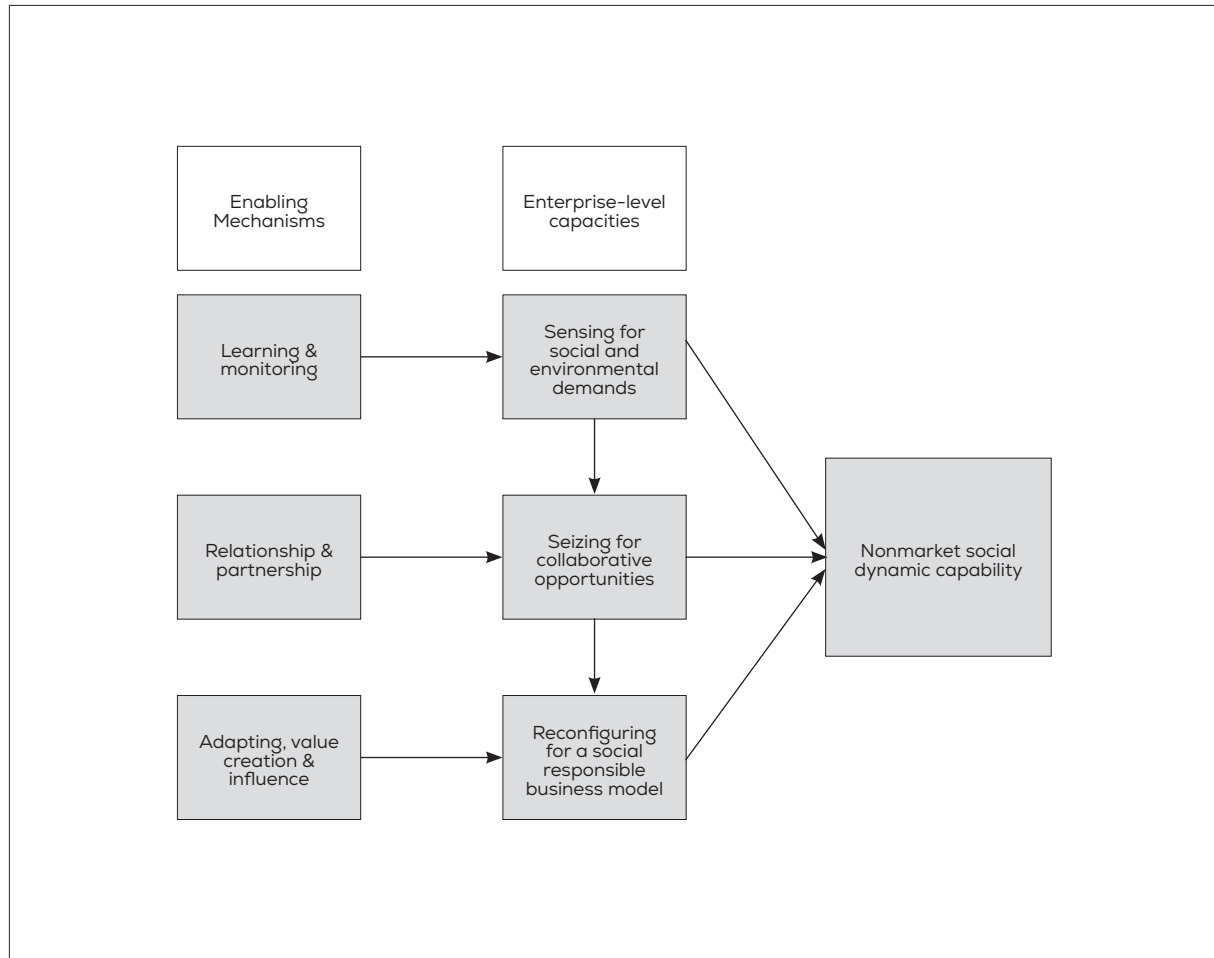 Enabling
Mechanisms
Enterprise-level
capacities
Learning &
monitoring
Sensing for
social and
environmental
demands
Relationship &
partnership
Seizing for
collaborative
opportunities
Nonmarket social
dynamic capability
Adapting, value
creation &
influence
Reconfiguring
for a social
responsible
business model